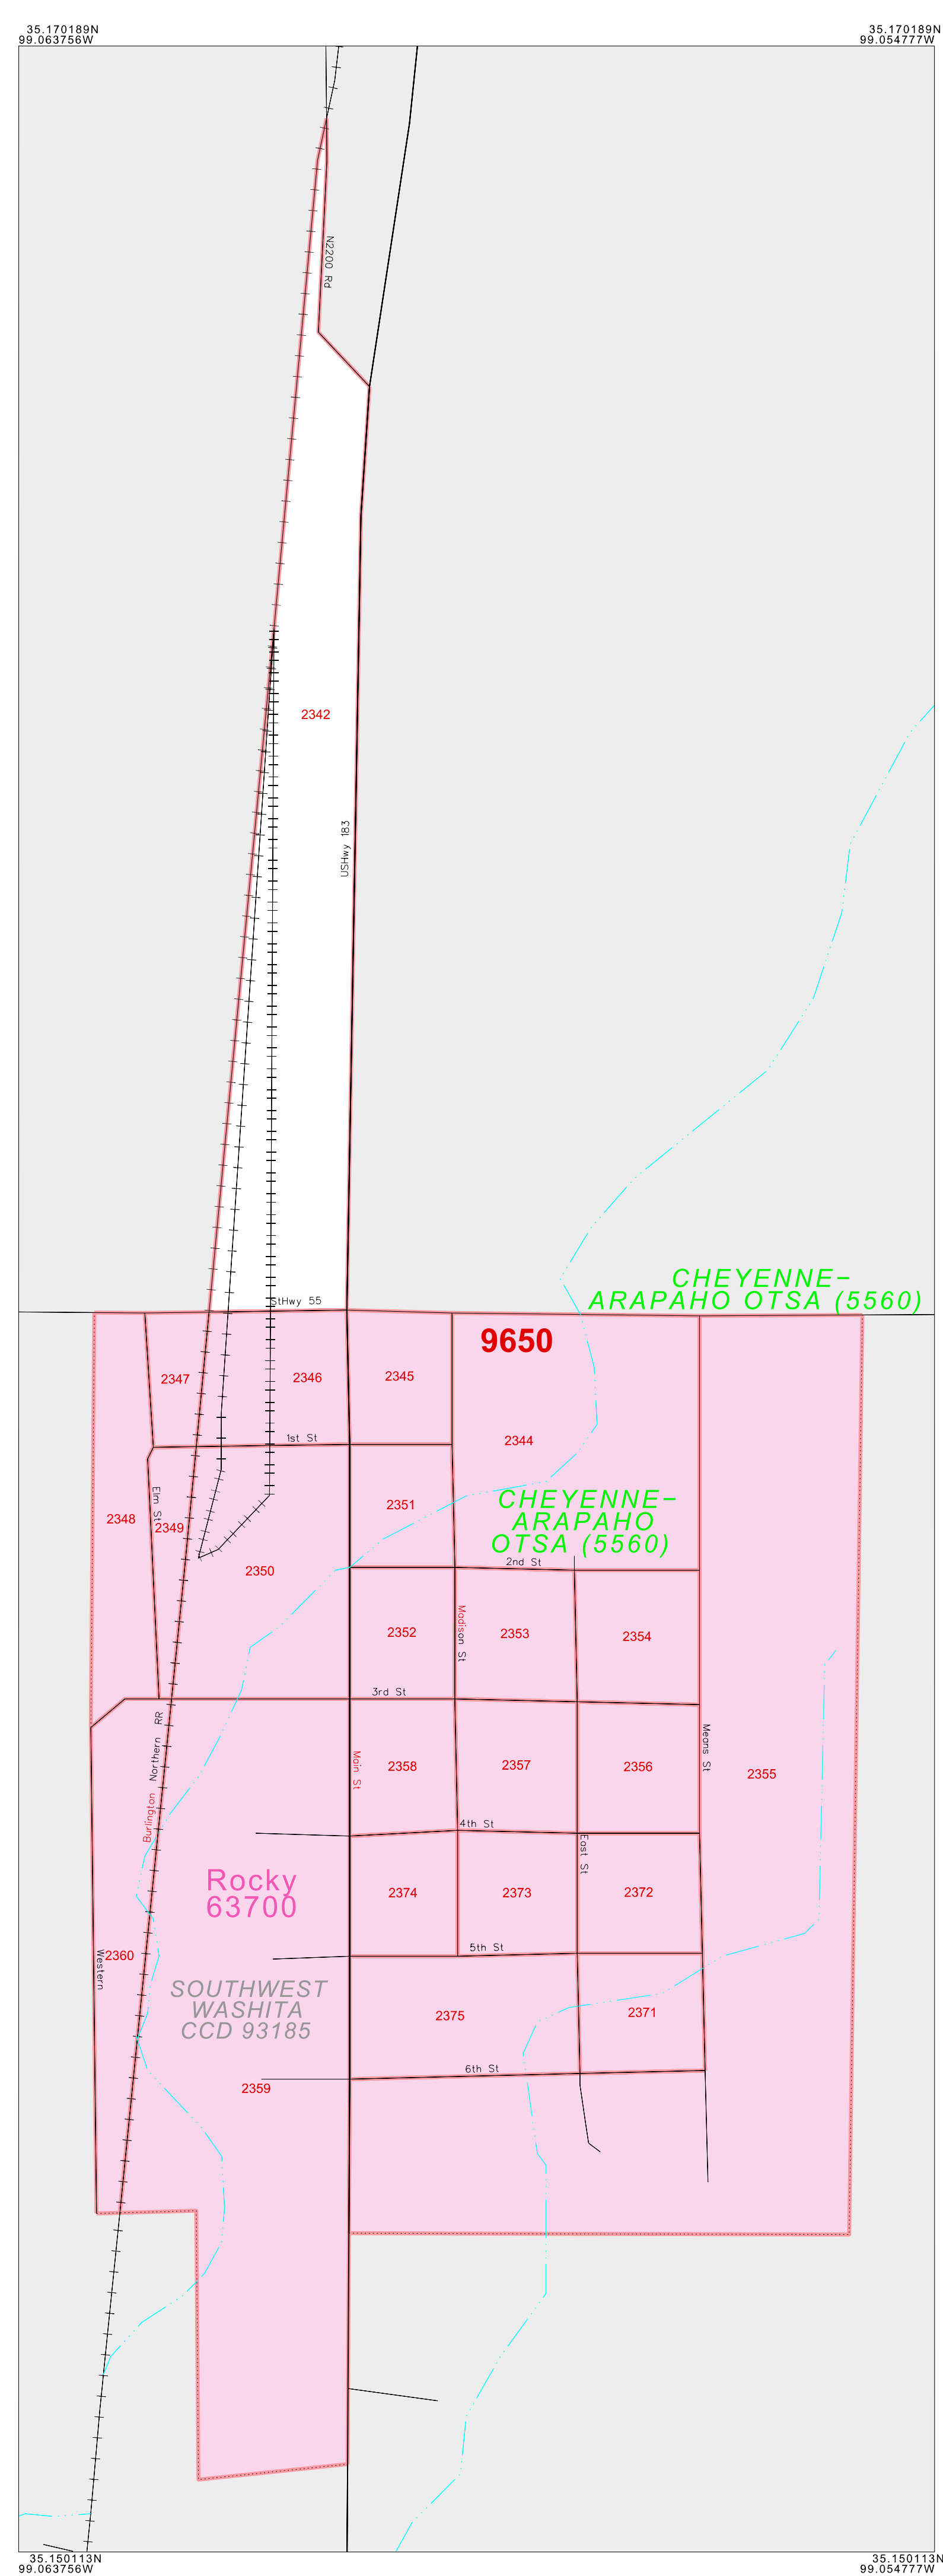 35.170189N
99.063756W
35.170189N
99.054777W
N2200 Rd
2342
USHwy 183
CHEYENNE-
ARAPAHO OTSA (5560)
StHwy 55
9650
2347
2346
2345
2344
1st St
Elm St
2348
2349
2351
CHEYENNE-
ARAPAHO
OTSA (5560)
2nd St
2350
2352
Madison St
2353
2354
3rd St
Burlington Northern RR
Main St
2358
2357
2356
Means St
2355
4th St
East St
Rocky
63700
2374
2373
2372
Western
2360
5th St
SOUTHWEST
WASHITA
CCD 93185
2375
2371
6th St
2359
35.150113N
99.063756W
35.150113N
99.054777W